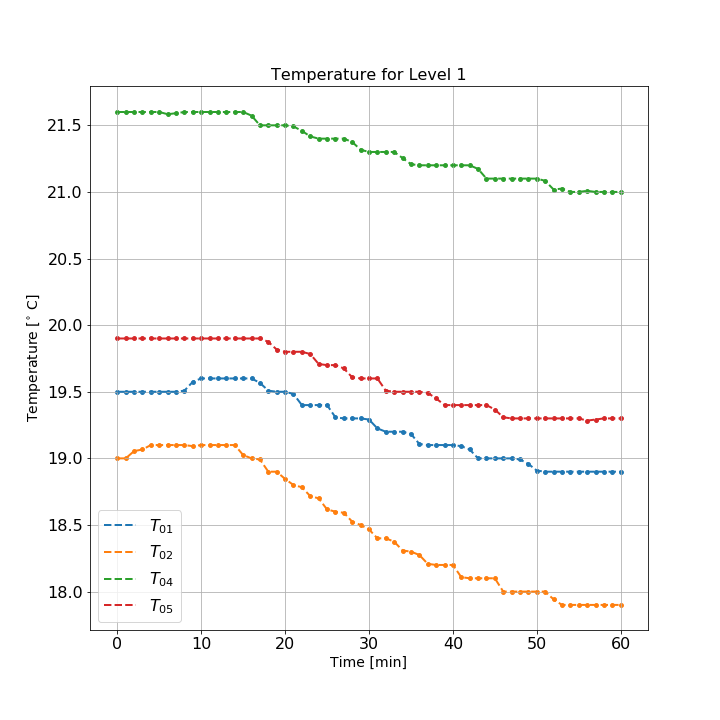 Temperature for Level 1
Temperature [° C]
21.5
21.0
20.5
20.0
19.5
19.0
18.5
18.0
T01
T02
T04
T05
0 10 20 30 40 50 60
Time [min]